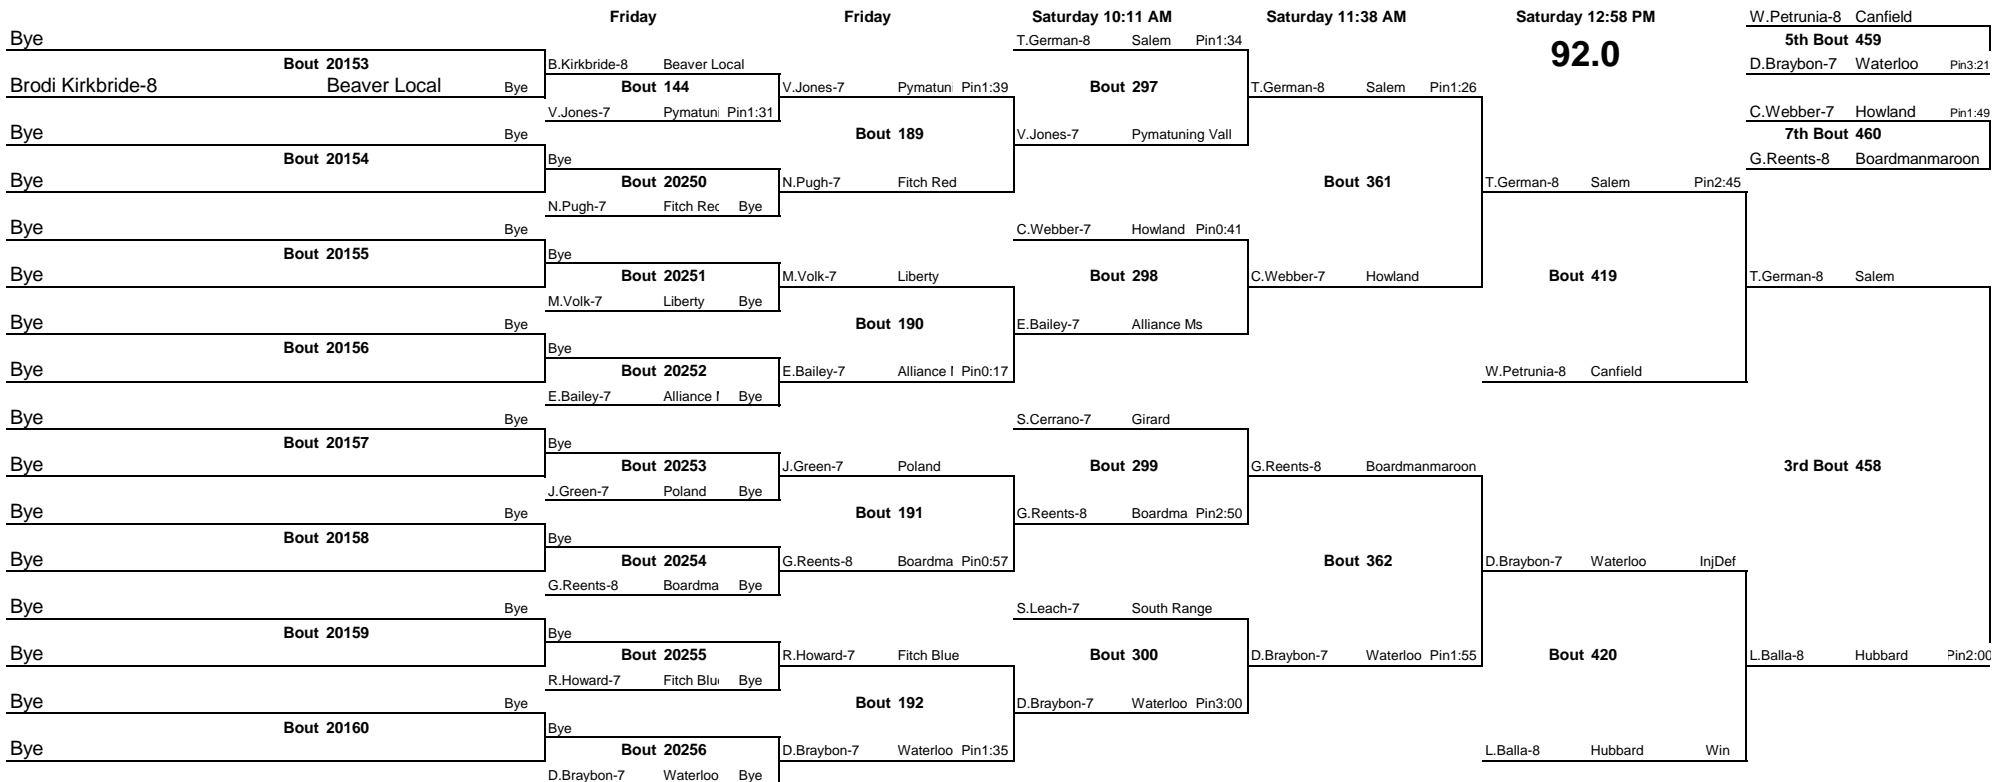 Friday Friday Saturday 10:11 AM Saturday 11:38 AM Saturday 12:58 PM
92.0
Bye
Bout 20153
Brodi Kirkbride-8 Beaver Local Bye
Bye Bye
Bout 20154
Bye
Bye Bye
Bout 20155
Bye
Bye Bye
Bout 20156
Bye
Bye Bye
Bout 20157
Bye
Bye Bye
Bout 20158
Bye
Bye Bye
Bout 20159
Bye
Bye Bye
Bout 20160
Bye
B.Kirkbride-8 Beaver Local
Bout 144
V.Jones-7 Pymatuni Pin1:31
Bye
Bout 20250
N.Pugh-7 Fitch Red Bye
Bye
Bout 20251
M.Volk-7 Liberty Bye
Bye
Bout 20252
E.Bailey-7 Alliance M Bye
Bye
Bout 20253
J.Green-7 Poland Bye
Bye
Bout 20254
G.Reents-8 Boardma Bye
Bye
Bout 20255
R.Howard-7 Fitch Blu Bye
Bye
Bout 20256
D.Braybon-7 Waterloo Bye
V.Jones-7 Pymatuni Pin1:39
Bout 189
N.Pugh-7 Fitch Red
M.Volk-7 Liberty
Bout 190
E.Bailey-7 Alliance M Pin0:17
J.Green-7 Poland
Bout 191
G.Reents-8 Boardma Pin0:57
R.Howard-7 Fitch Blue
Bout 192
D.Braybon-7 Waterloo Pin1:35
T.German-8 Salem Pin1:34
Bout 297
V.Jones-7 Pymatuning Vall
C.Webber-7 Howland Pin0:41
Bout 298
E.Bailey-7 Alliance Ms
S.Cerrano-7 Girard
Bout 299
G.Reents-8 Boardma Pin2:50
S.Leach-7 South Range
Bout 300
D.Braybon-7 Waterloo Pin3:00
T.German-8 Salem Pin1:26
Bout 361
C.Webber-7 Howland
G.Reents-8 Boardmanmaroon
Bout 362
D.Braybon-7 Waterloo Pin1:55
T.German-8 Salem Pin2:45
Bout 419
W.Petrunia-8 Canfield
D.Braybon-7 Waterloo InjDef
Bout 420
L.Balla-8 Hubbard Win
W.Petrunia-8 Canfield
5th Bout 459
D.Braybon-7 Waterloo Pin3:21
C.Webber-7 Howland Pin1:49
7th Bout 460
G.Reents-8 Boardmanmaroon
T.German-8 Salem
3rd Bout 458
L.Balla-8 Hubbard Pin2:00